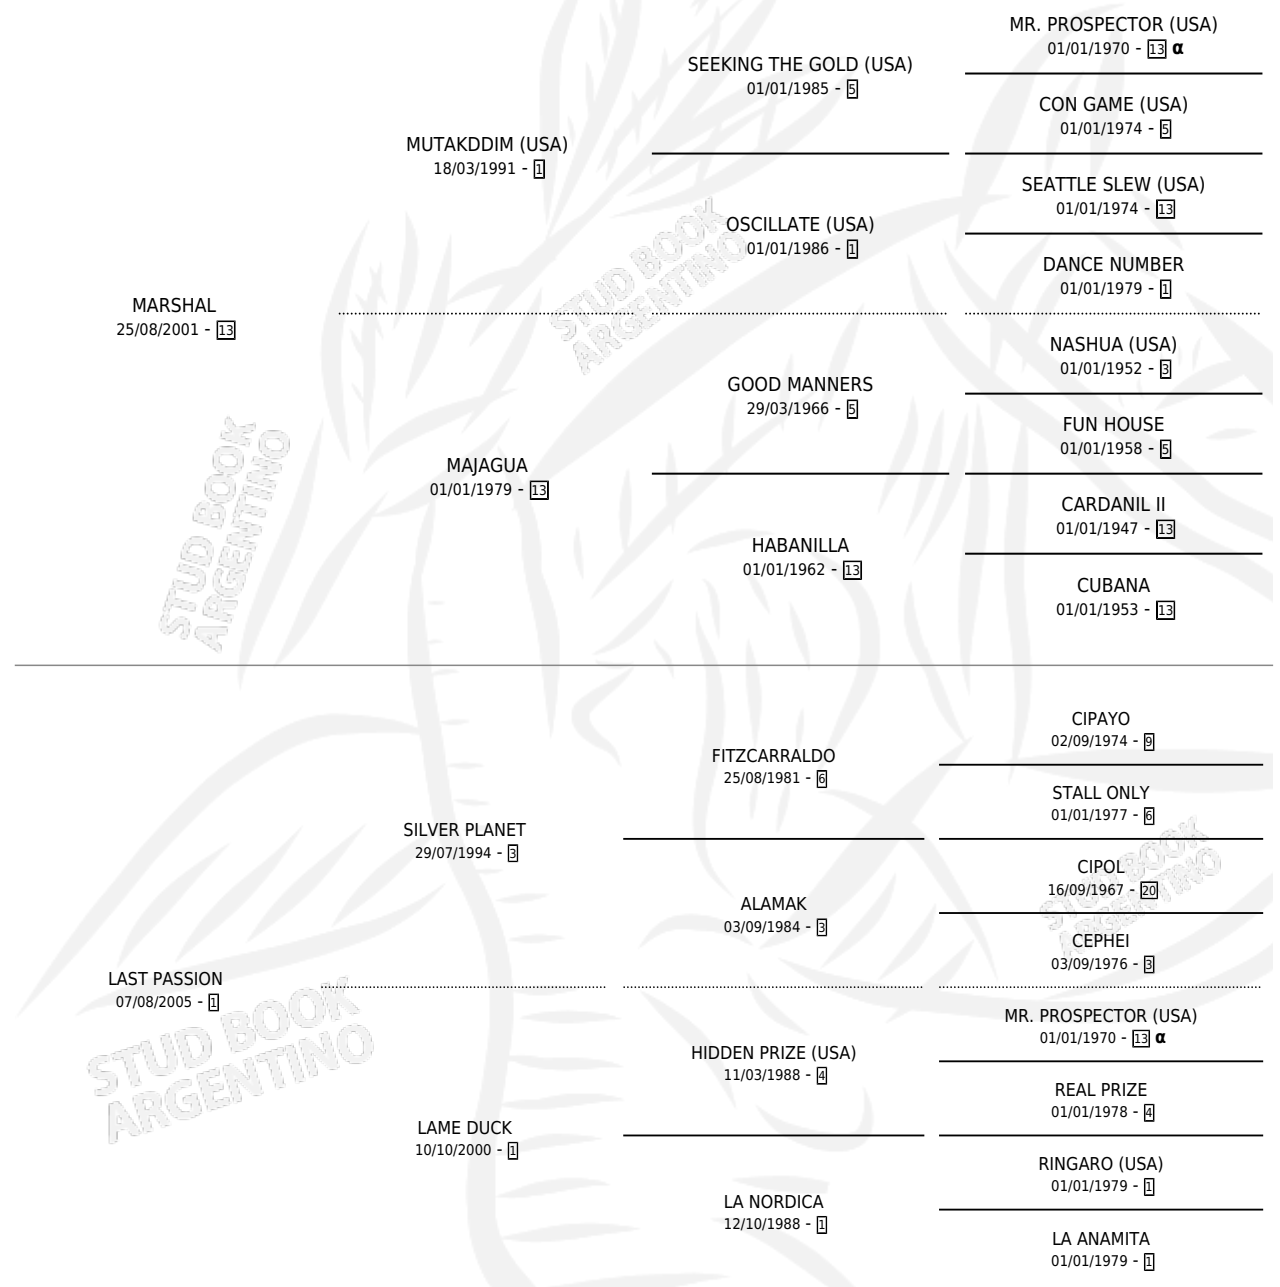 MR. PROSPECTOR (USA)
01/01/1970 - 13 α
SEEKING THE GOLD (USA)
01/01/1985 - 5
CON GAME (USA)
01/01/1974 - 5
MUTAKDDIM (USA)
18/03/1991 - 1
SEATTLE SLEW (USA)
01/01/1974 - 13
OSCILLATE (USA)
01/01/1986 - 1
DANCE NUMBER
01/01/1979 - 1
MARSHAL
25/08/2001 - 13
NASHUA (USA)
01/01/1952 - 3
GOOD MANNERS
29/03/1966 - 5
FUN HOUSE
01/01/1958 - 5
MAJAGUA
01/01/1979 - 13
CARDANIL II
01/01/1947 - 13
HABANILLA
01/01/1962 - 13
CUBANA
01/01/1953 - 13
CIPAYO
02/09/1974 - 9
FITZCARRALDO
25/08/1981 - 6
STALL ONLY
01/01/1977 - 6
SILVER PLANET
29/07/1994 - 3
CIPOL
16/09/1967 - 20
ALAMAK
03/09/1984 - 3
CEPHEI
03/09/1976 - 3
LAST PASSION
07/08/2005 - 1
MR. PROSPECTOR (USA)
01/01/1970 - 13 α
HIDDEN PRIZE (USA)
11/03/1988 - 4
REAL PRIZE
01/01/1978 - 4
LAME DUCK
10/10/2000 - 1
RINGARO (USA)
01/01/1979 - 1
LA NORDICA
12/10/1988 - 1
LA ANAMITA
01/01/1979 - 1
STUD BOOK
ARGENTINO
STUD BOOK
ARGENTINO
STUD BOOK
ARGENTINO
STUD BOOK
ARGENTINO